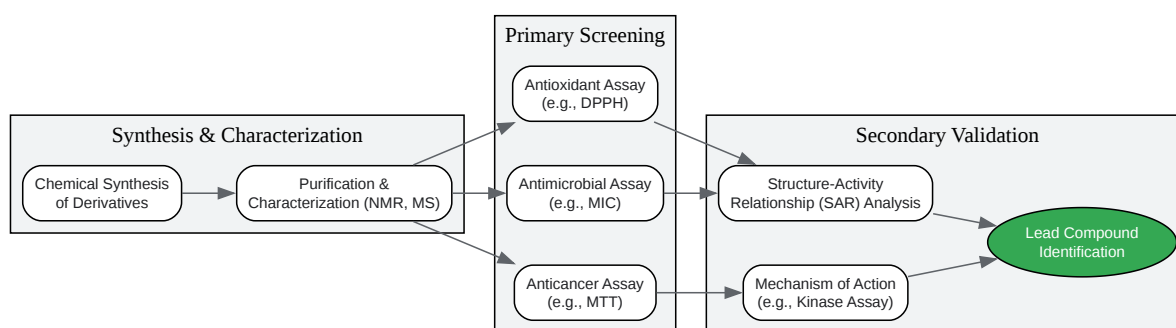 Synthesis & Characterization
Chemical Synthesis
of Derivatives
Purification &
Characterization (NMR, MS)
Primary Screening
Antioxidant Assay
(e.g., DPPH)
Antimicrobial Assay
(e.g., MIC)
Anticancer Assay
(e.g., MTT)
Secondary Validation
Structure-Activity
Relationship (SAR) Analysis
Mechanism of Action
(e.g., Kinase Assay)
Lead Compound
Identification